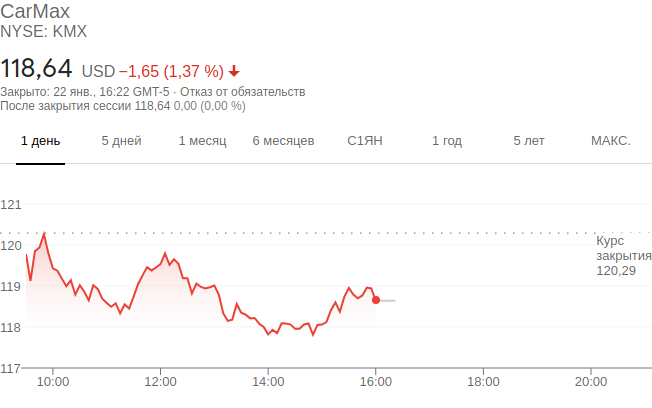 CarMax
NYSE: KMX
118,64 USD −1,65 (1,37 %)
Закрыто: 22 янв., 16:22 GMT-5 · Отказ от обязательств
После закрытия сессии 118,64 0,00 (0,00 %)
1 день 5 дней 1 месяц 6 месяцев С1ЯН 1 год 5 лет МАКС.
121
120
119
118
117
Курс
закрытия
120,29
10:00 12:00 14:00 16:00 18:00 20:00